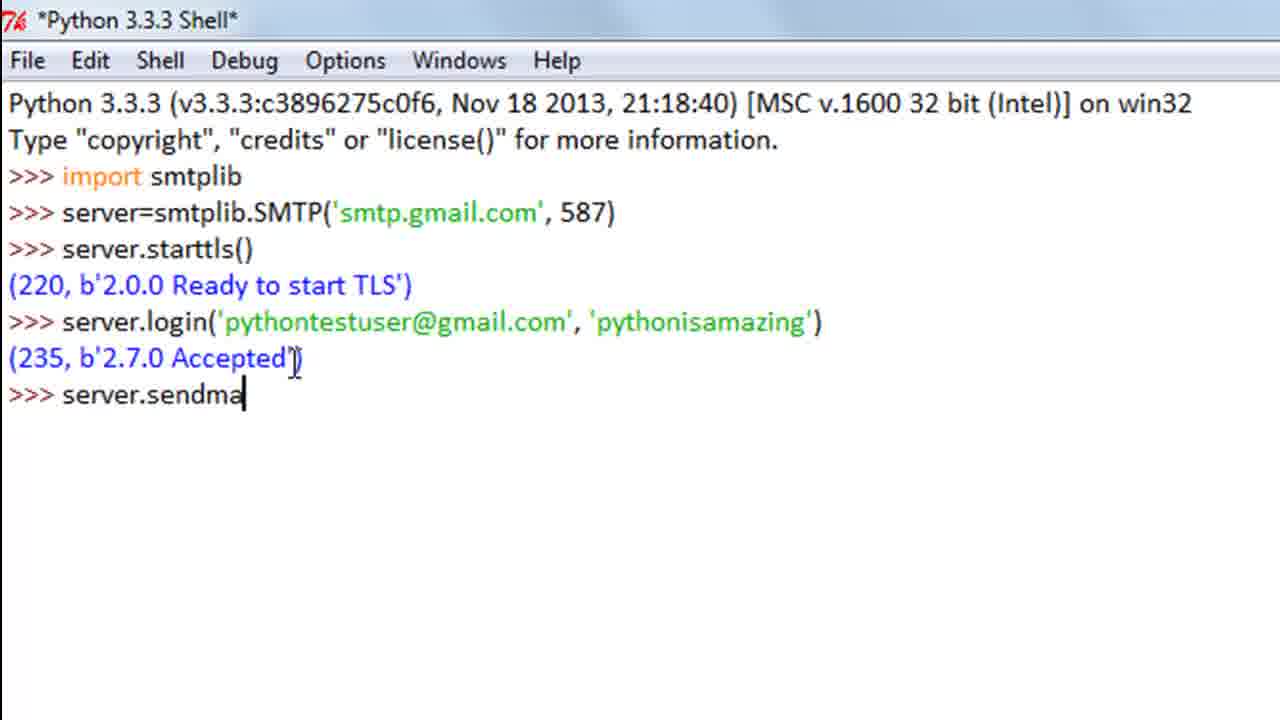 *Python 3.3.3 Shell*
File Edit Shell Debug Options Windows Help
Python 3.3.3 (v3.3.3:c3896275c0f6, Nov 18 2013, 21:18:40) [MSC v.1600 32 bit (Intel)] on win32
Type "copyright", "credits" or "license()" for more information.
>>> import smtplib
>>> server=smtplib.SMTP('smtp.gmail.com', 587)
>>> server.starttls()
(220, b'2.0.0 Ready to start TLS')
>>> server.login('pythontestuser@gmail.com', 'pythonisamazing')
(235, b'2.7.0 Accepted')
>>> server.sendma